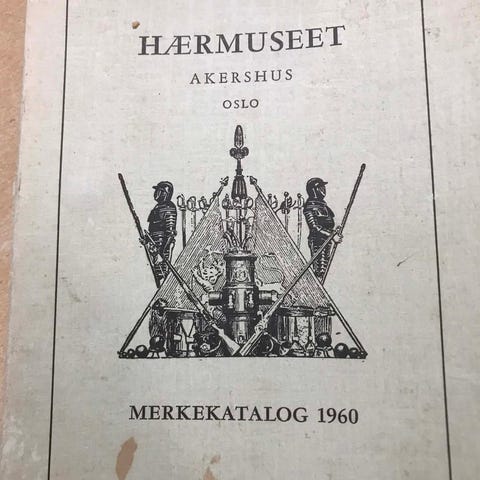 HÆRMUSEET
AKERSHUS
OSLO
MERKEKATALOG 1960